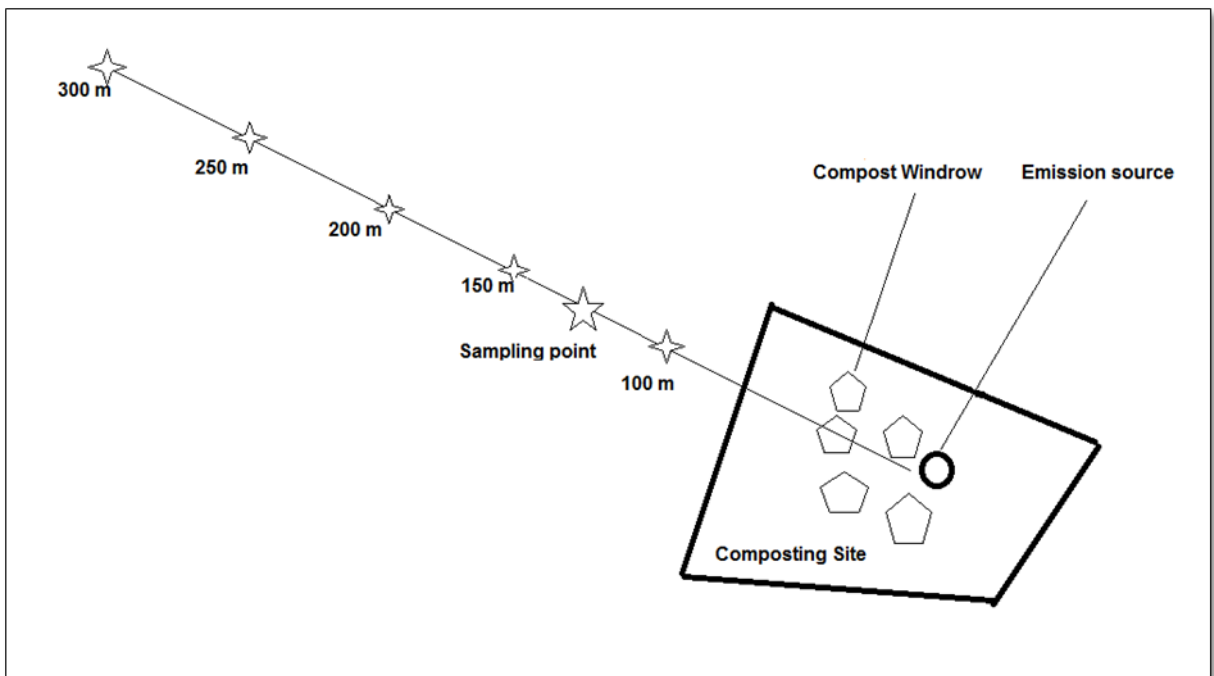 300 m
250 m
Compost Windrow
Emission source
200 m
150 m
Sampling point
100 m
Composting Site